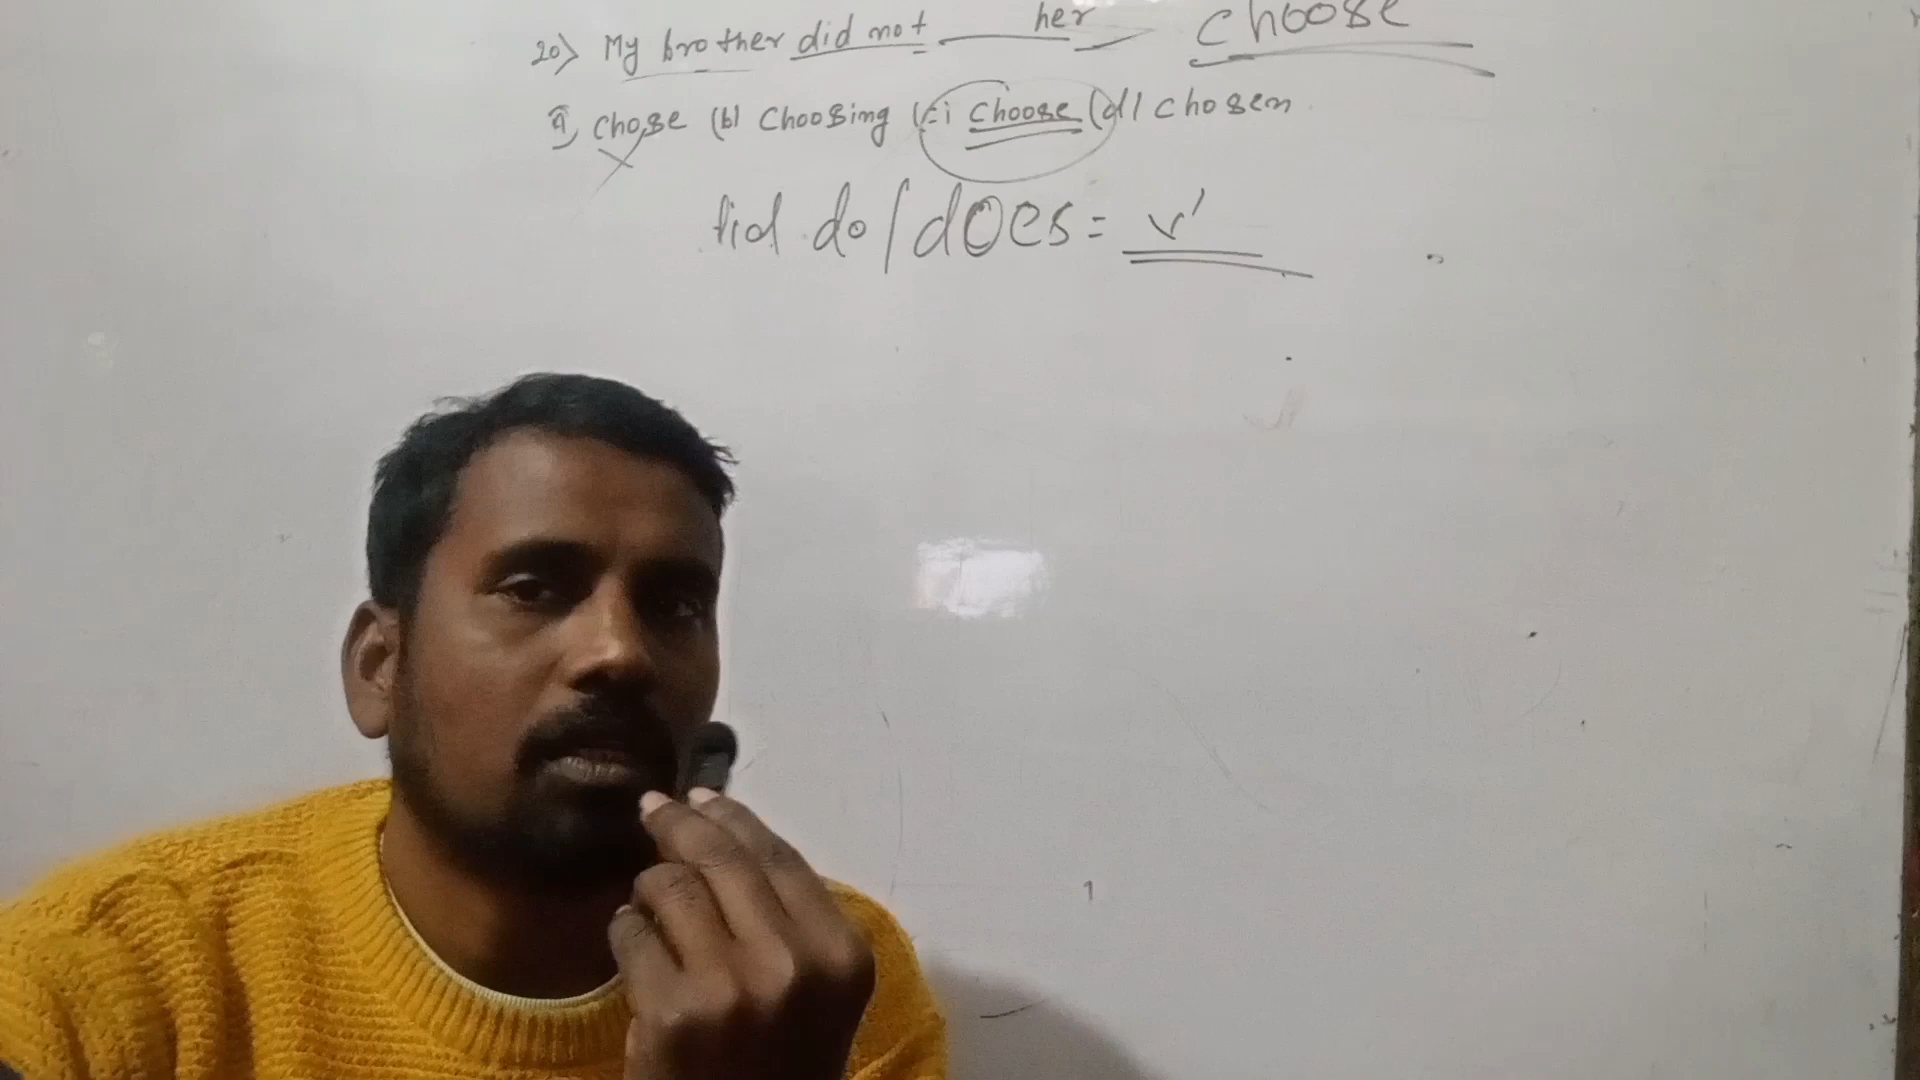 20) My brother did not ____ her choose
a) chose (b) Choosing (c) Choose (d) chosen
did do/does = v'